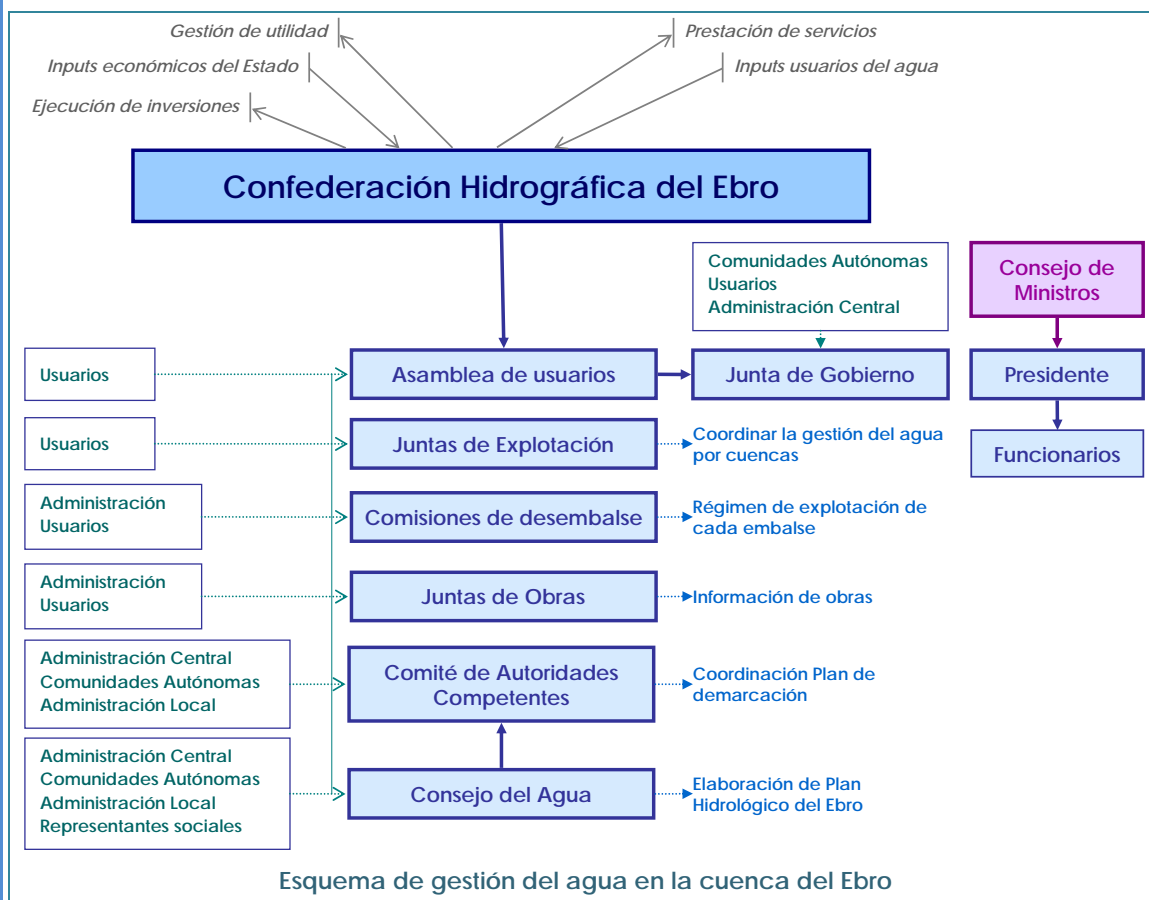 Gestión de utilidad
Prestación de servicios
Inputs económicos del Estado
Inputs usuarios del agua
Ejecución de inversiones
Confederación Hidrográfica del Ebro
Comunidades Autónomas
Usuarios
Administración Central
Consejo de
Ministros
Usuarios
Asamblea de usuarios
Junta de Gobierno
Presidente
Usuarios
Juntas de Explotación
Coordinar la gestión del agua
por cuencas
Funcionarios
Administración
Usuarios
Comisiones de desembalse
Régimen de explotación de
cada embalse
Administración
Usuarios
Juntas de Obras
Información de obras
Administración Central
Comunidades Autónomas
Administración Local
Comité de Autoridades
Competentes
Coordinación Plan de
demarcación
Administración Central
Comunidades Autónomas
Administración Local
Representantes sociales
Consejo del Agua
Elaboración de Plan
Hidrológico del Ebro
Esquema de gestión del agua en la cuenca del Ebro